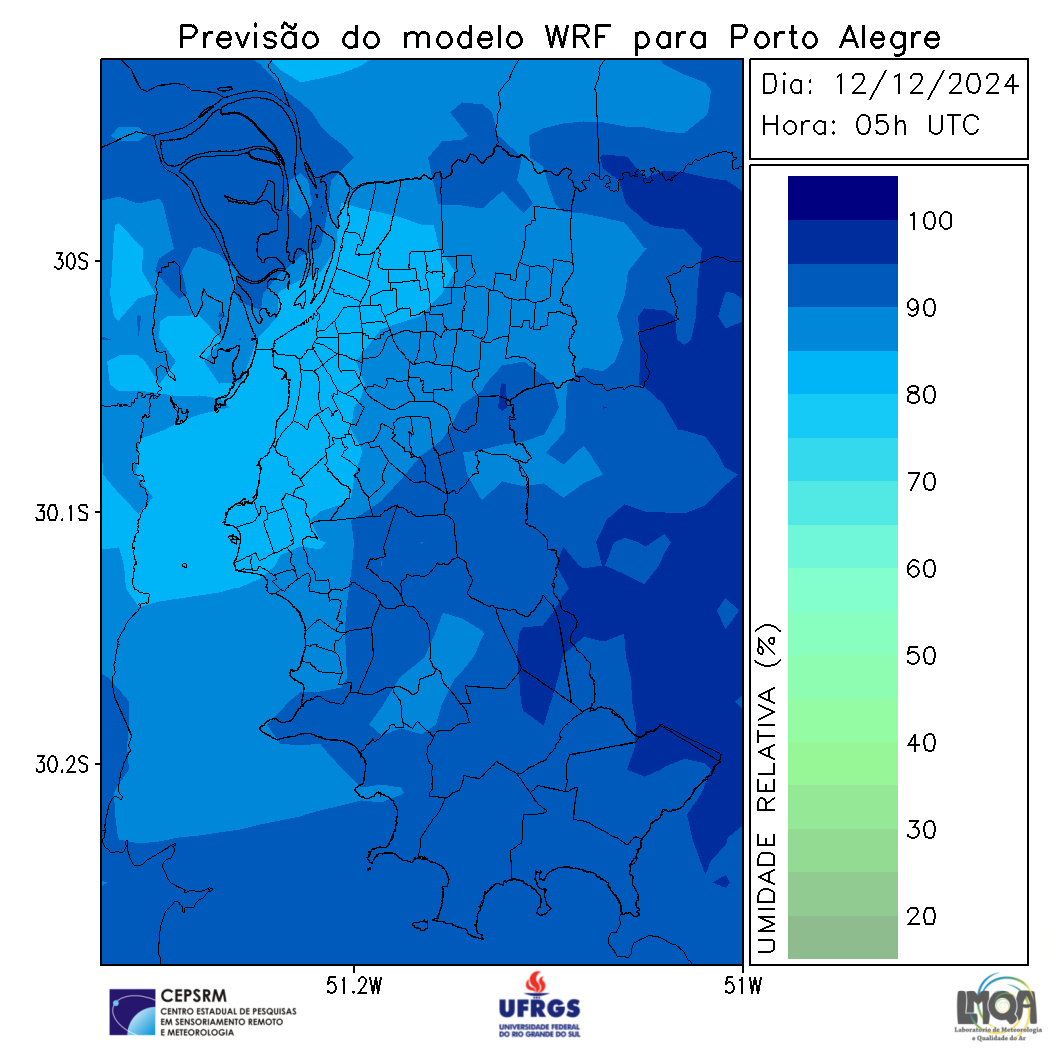 Previsão do modelo WRF para Porto Alegre
Dia: 12/12/2024
Hora: 05h UTC
100
90
80
70
60
50
40
30
20
UMIDADE RELATIVA (%)
30S
30.1S
30.2S
51.2W
51W
CEPSRM
CENTRO ESTADUAL DE PESQUISAS
EM SENSORIAMENTO REMOTO
E METEOROLOGIA
UFRGS
UNIVERSIDADE FEDERAL
DO RIO GRANDE DO SUL
LMQA
Laboratório de Meteorologia
e Qualidade do Ar